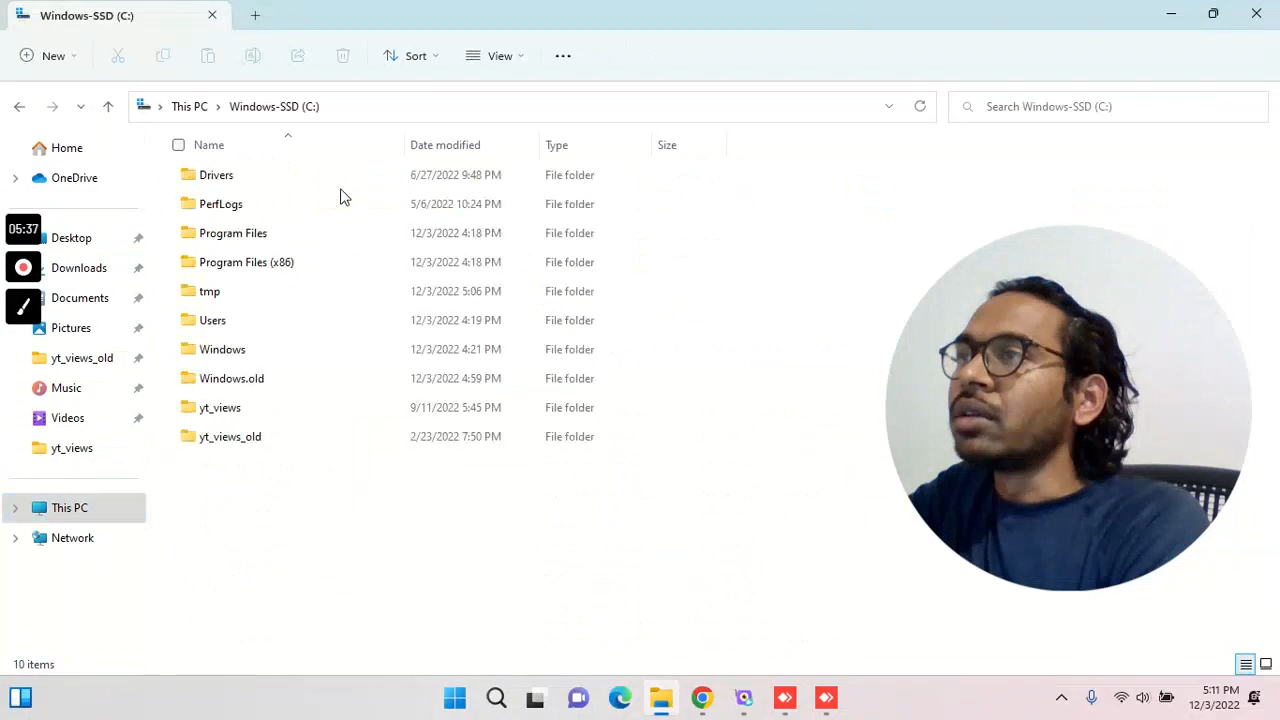 Windows-SSD (C:)
New
Sort
View
This PC > Windows-SSD (C:)
Search Windows-SSD (C:)
Home
OneDrive
05:37
Desktop
Downloads
Documents
Pictures
yt_views_old
Music
Videos
yt_views
This PC
Network
Name Date modified Type Size
Drivers 6/27/2022 9:48 PM File folder
PerfLogs 5/6/2022 10:24 PM File folder
Program Files 12/3/2022 4:18 PM File folder
Program Files (x86) 12/3/2022 4:18 PM File folder
tmp 12/3/2022 5:06 PM File folder
Users 12/3/2022 4:19 PM File folder
Windows 12/3/2022 4:21 PM File folder
Windows.old 12/3/2022 4:59 PM File folder
yt_views 9/11/2022 5:45 PM File folder
yt_views_old 2/23/2022 7:50 PM File folder
10 items
5:11 PM
12/3/2022